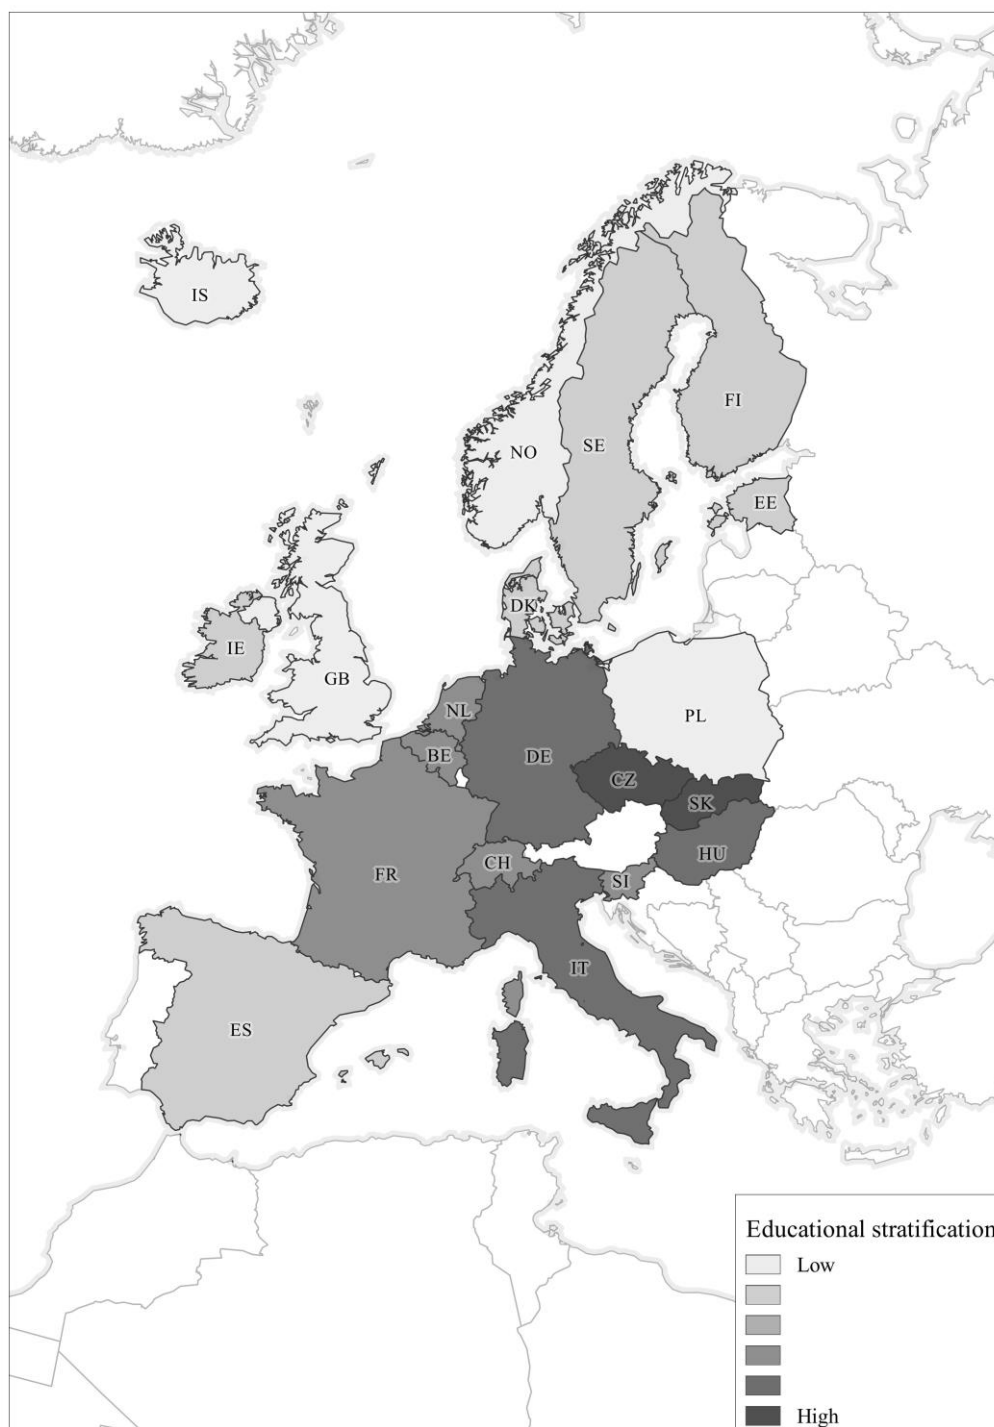 IS
FI
SE
NO
EE
DK
IE
GB
NL
PL
BE
DE
CZ
SK
HU
CH
FR
SI
IT
ES
Educational stratification
Low
High